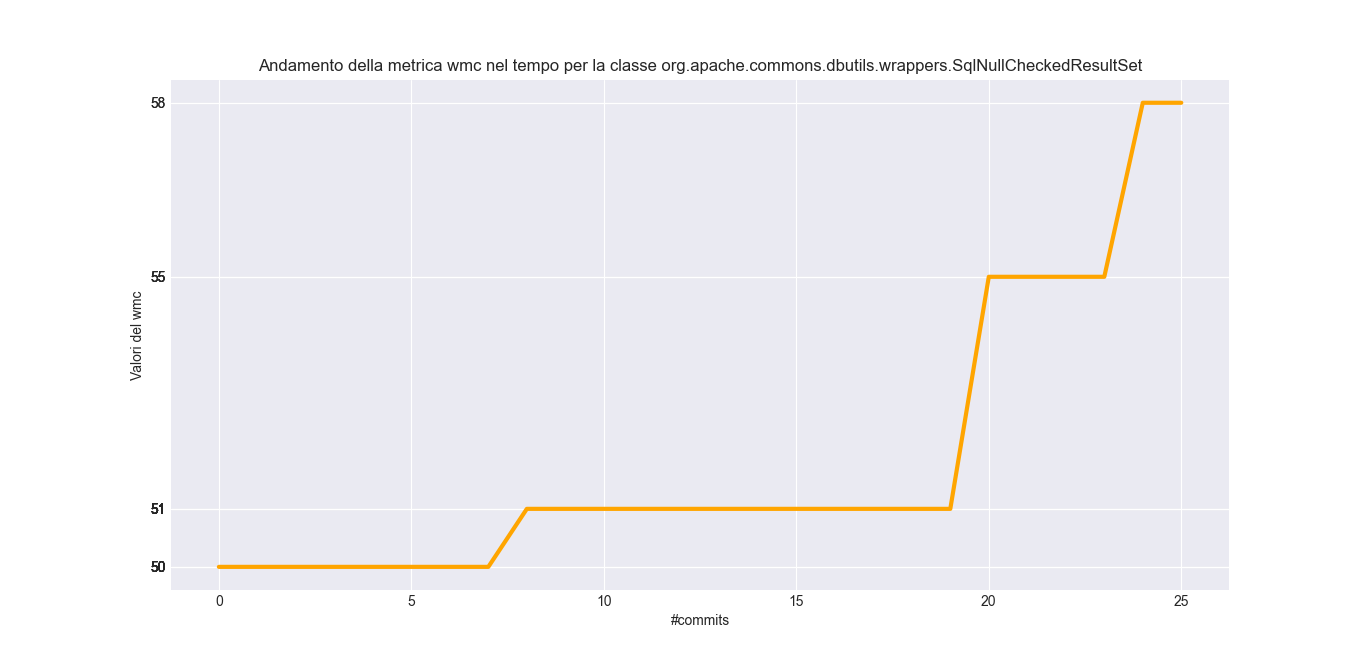 Andamento della metrica wmc nel tempo per la classe org.apache.commons.dbutils.wrappers.SqlNullCheckedResultSet
58
55
51
50
Valori del wmc
0 5 10 15 20 25
#commits